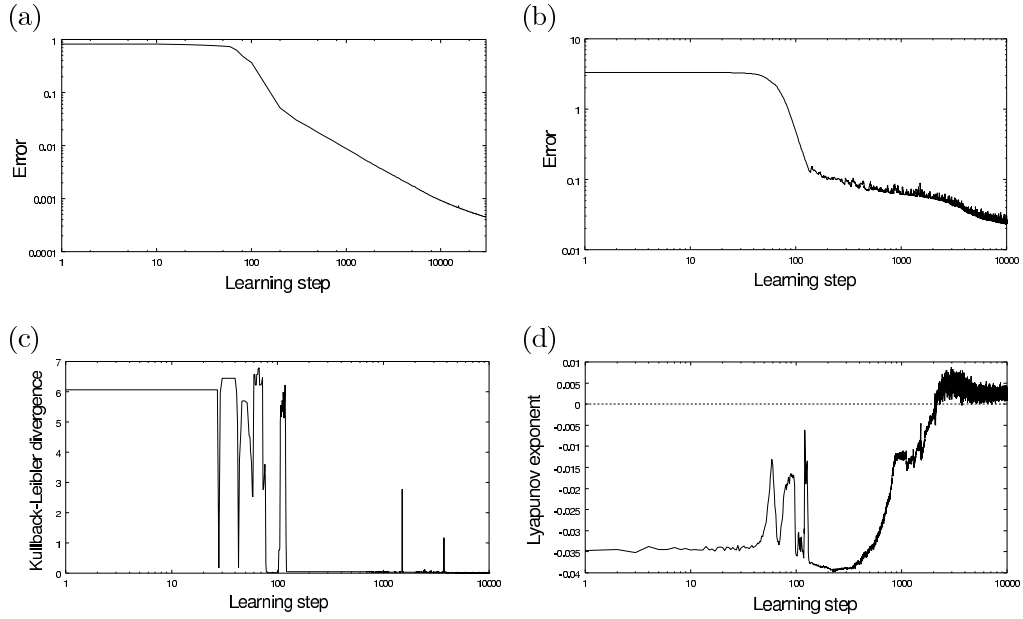 (a)
1
0.1
0.01
0.001
0.0001
Error
1 10 100 1000 10000
Learning step
(b)
10
1
0.1
0.01
Error
1 10 100 1000 10000
Learning step
(c)
7
6
5
4
3
2
1
0
Kullback-Leibler divergence
1 10 100 1000 10000
Learning step
(d)
0.01
0.005
0
-0.005
-0.01
-0.015
-0.02
-0.025
-0.03
-0.035
-0.04
Lyapunov exponent
1 10 100 1000 10000
Learning step